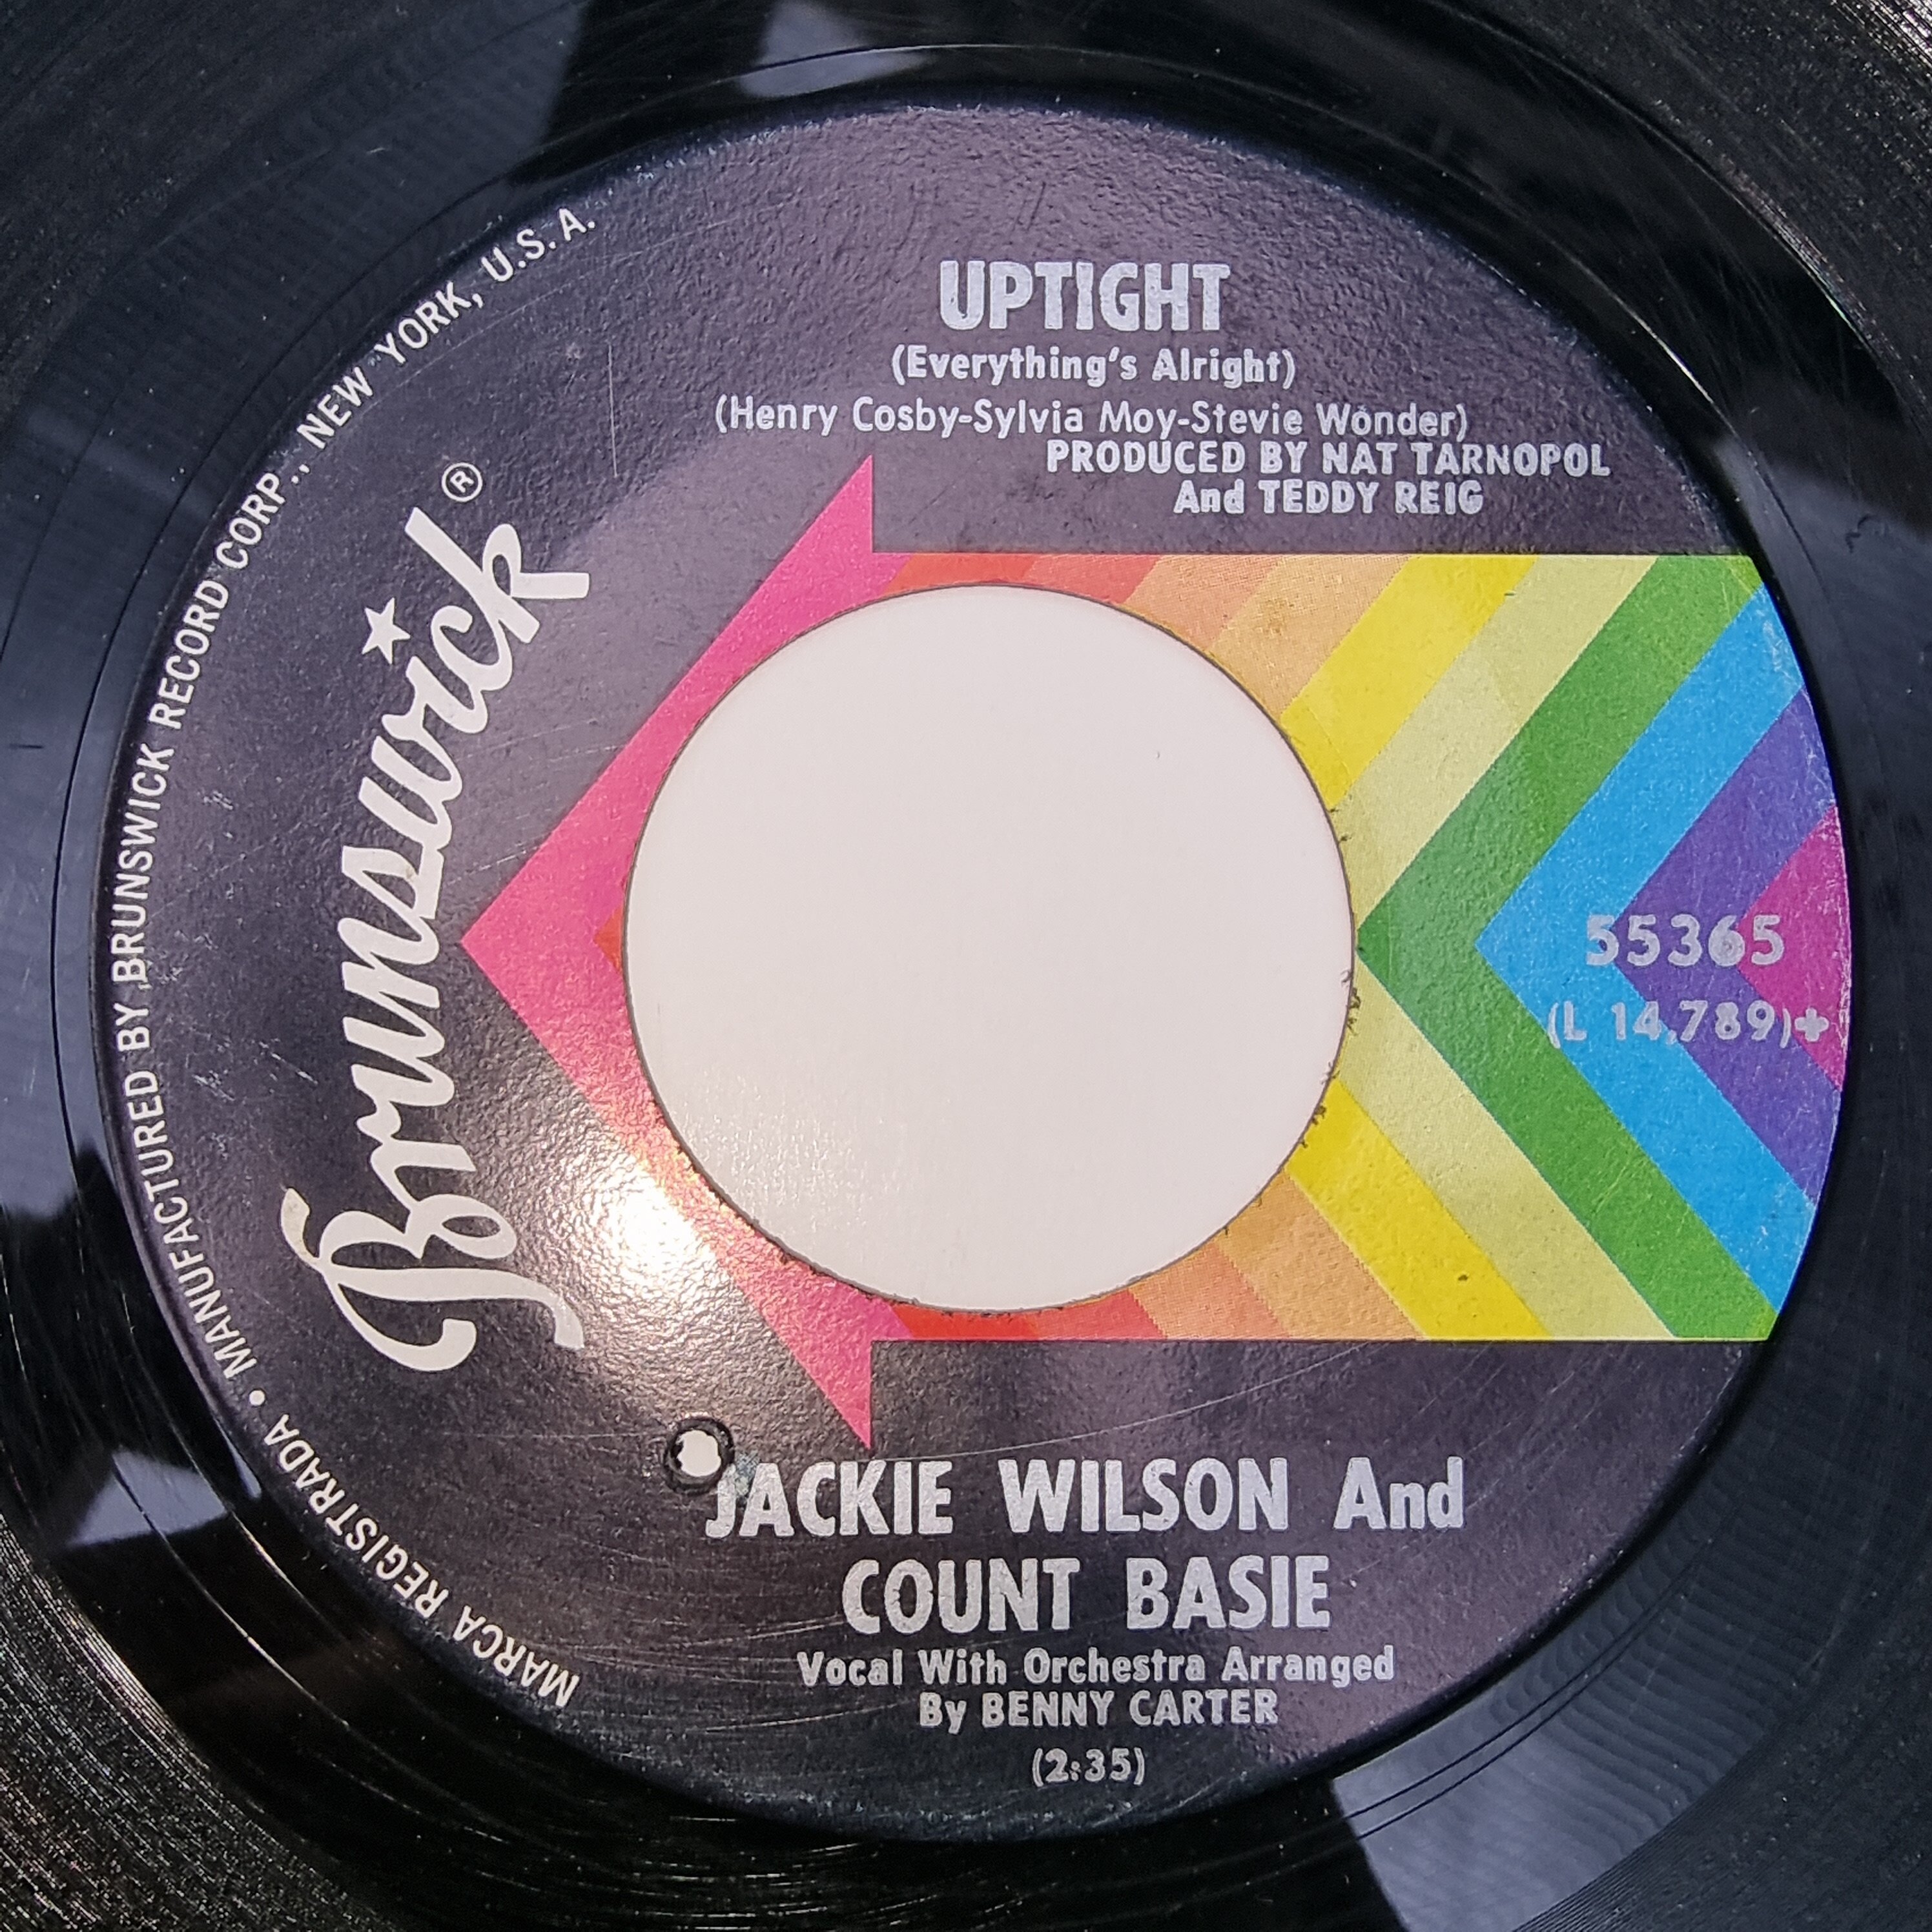 UPTIGHT
(Everything's Alright)
(Henry Cosby-Sylvia Moy-Stevie Wonder)
PRODUCED BY NAT TARNOPOL
And TEDDY REIG
Brunswick®
55365
(L 14,789)+
JACKIE WILSON And
COUNT BASIE
Vocal With Orchestra Arranged
By BENNY CARTER
(2:35)
MARCA REGISTRADA • MANUFACTURED BY BRUNSWICK RECORD CORP., NEW YORK, U.S.A.